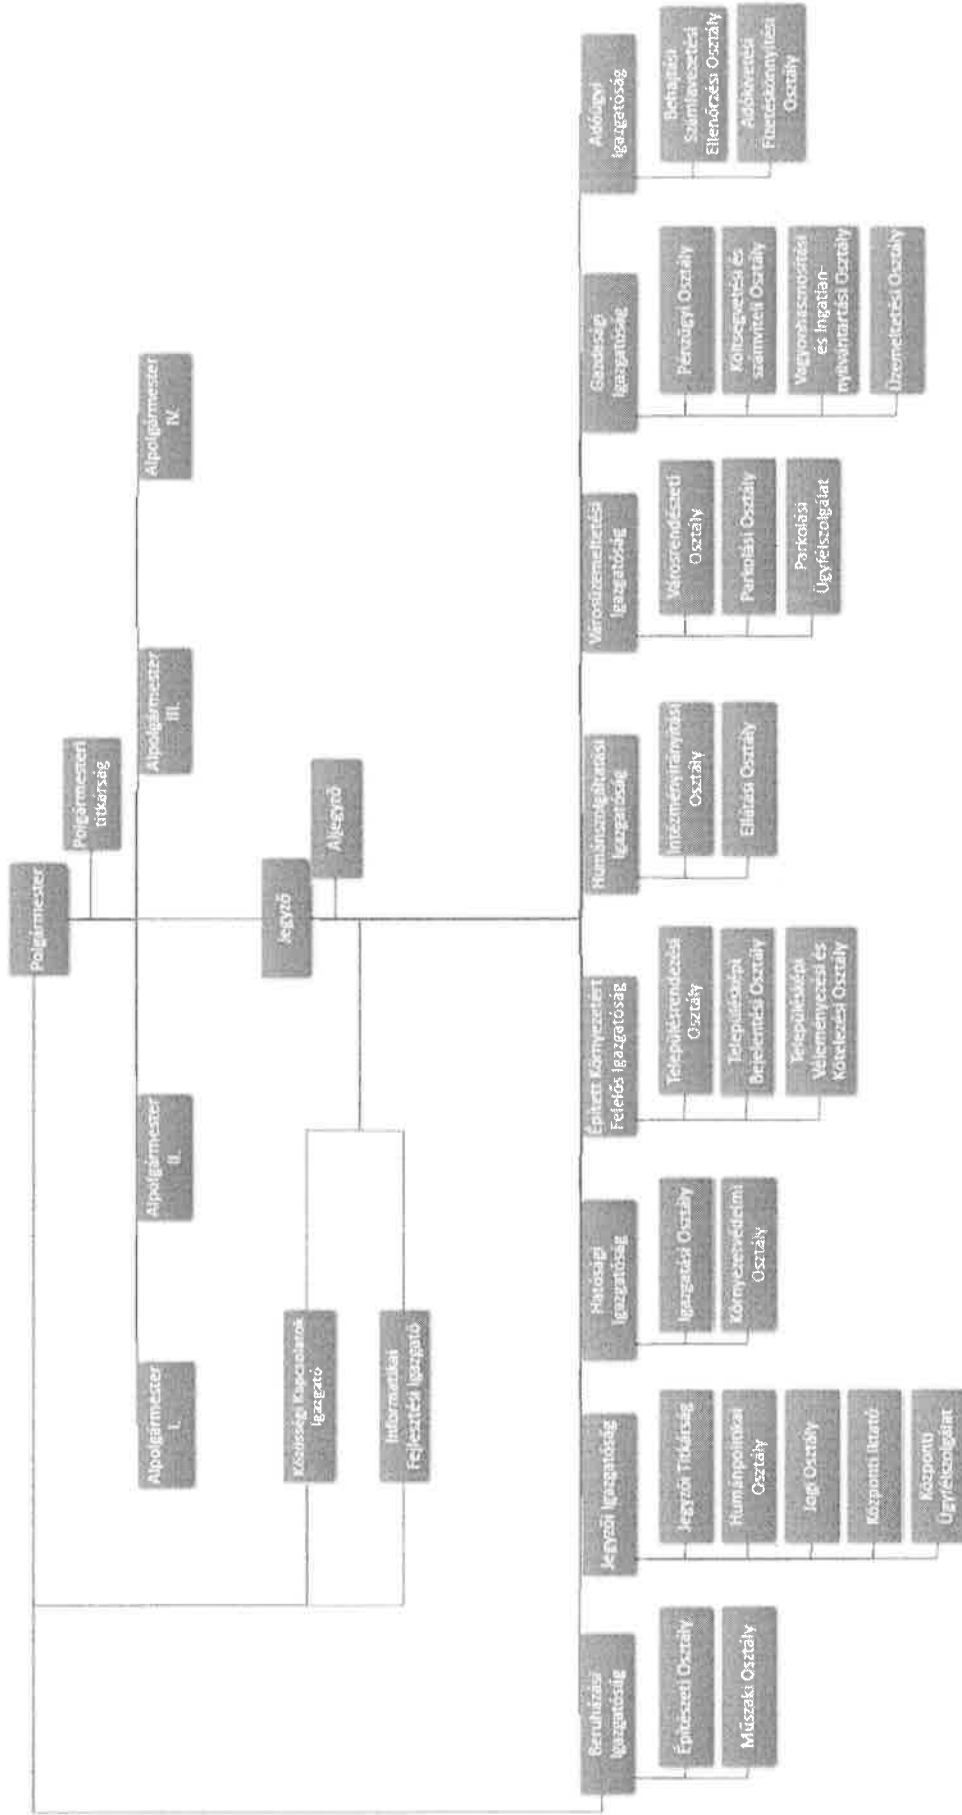 Polgármester
Polgármesteri
titkárság
Alpolgármester
I.
Alpolgármester
II.
Alpolgármester
III.
Alpolgármester
IV.
Jegyző
Aljegyző
Közösségi Kapcsolatok
Igazgató
Informatikai
Fejlesztési Igazgató
Beruházási
Igazgatóság
Építészeti Osztály
Műszaki Osztály
Jegyzői Igazgatóság
Jegyzői Titkárság
Humánpolitikai
Osztály
Jogi Osztály
Központi Iktató
Központi
Ügyfélszolgálat
Hatósági
Igazgatóság
Igazgatási Osztály
Környezetvédelmi
Osztály
Épített Környezetért
Felelős Igazgatóság
Településrendezési
Osztály
Településképi
Bejelentési Osztály
Településképi
Véleményezési és
Kötelezési Osztály
Humánszolgáltatási
Igazgatóság
Intézményirányítási
Osztály
Ellátási Osztály
Városüzemeltetési
Igazgatóság
Városrendészeti
Osztály
Parkolási Osztály
Parkolási
Ügyfélszolgálat
Gazdasági
Igazgatóság
Pénzügyi Osztály
Költségvetési és
számviteli Osztály
Vagyonhasznosítási
és Ingatlan-
nyilvántartási Osztály
Üzemeltetési Osztály
Adóügyi
Igazgatóság
Behajtási
Számlavezetési
Ellenőrzési Osztály
Adókivetési
Fizetéskönnyítési
Osztály